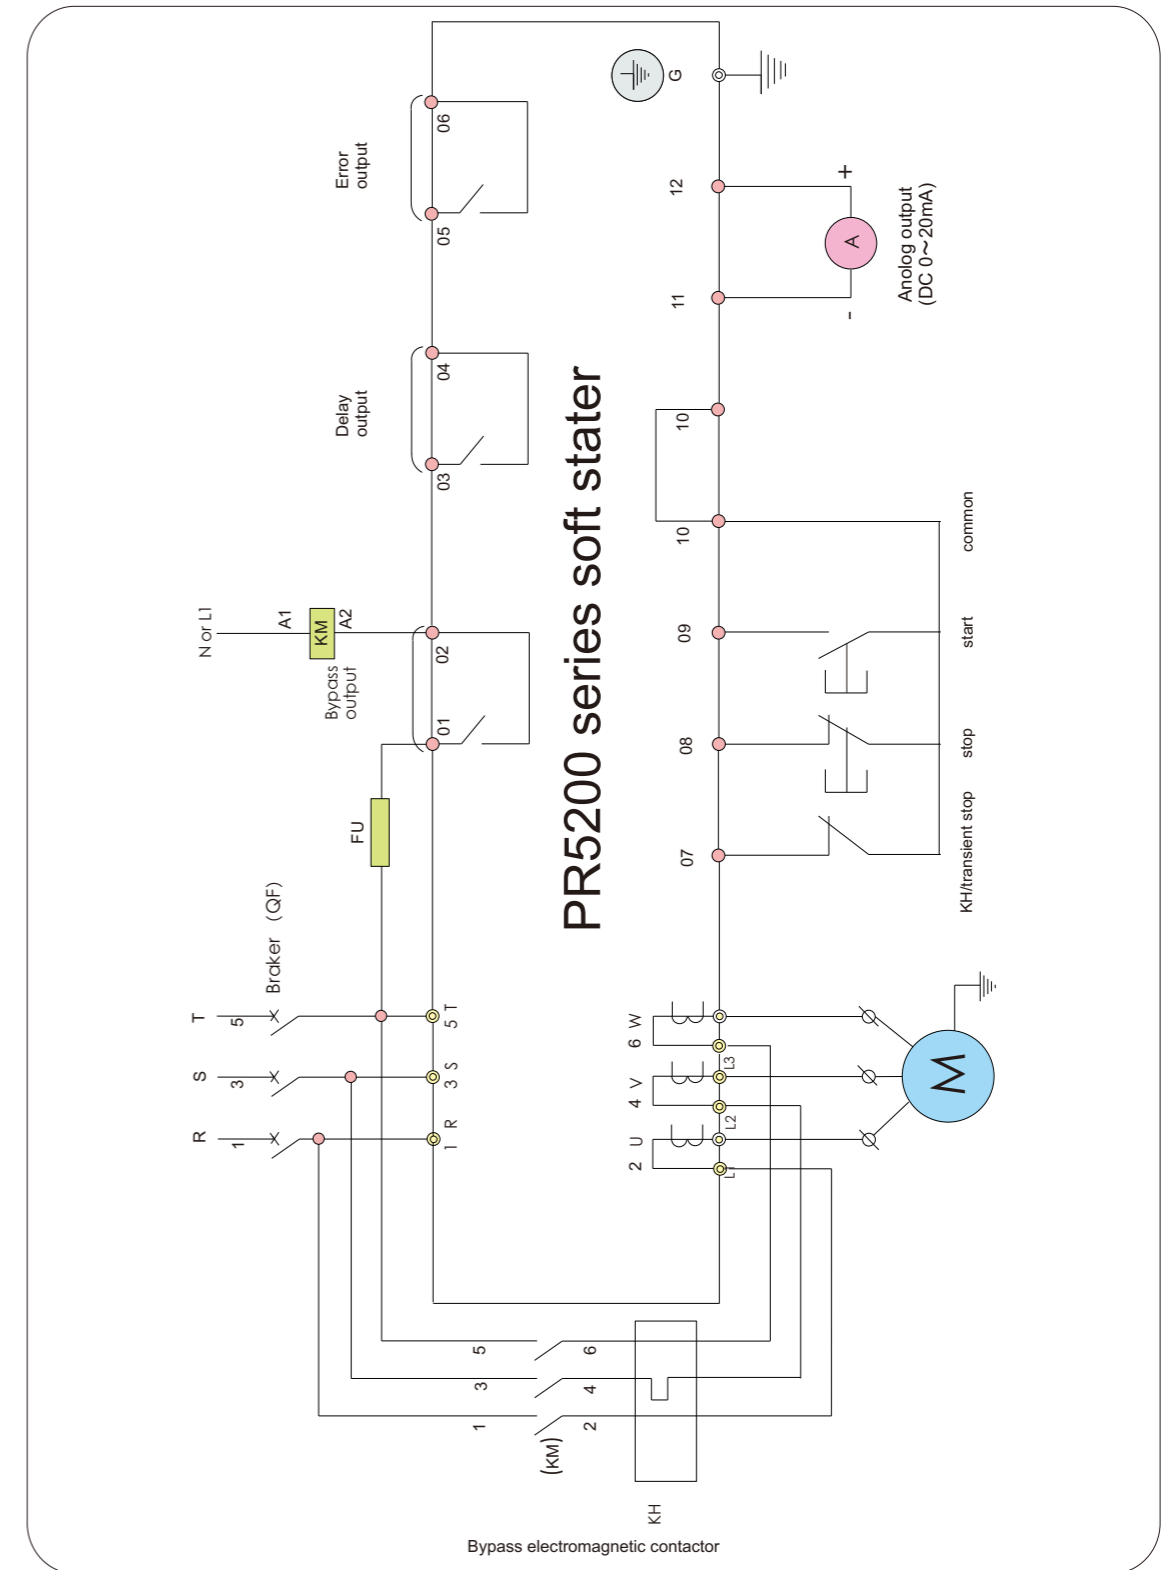 G
06
Error
output
05
12
+
A
Anolog output
(DC 0～20mA)
11
-
04
Delay
output
03
10
10
common
PR5200 series soft stater
N or L1
A1
KM
A2
Bypass
output
02
01
09
start
08
stop
07
KH/transient stop
FU
Braker (QF)
T
5
S
3
R
1
5 T
3 S
1 R
6 W
L3
4 V
L2
2 U
L1
M
5
6
3
4
1
2
(KM)
KH
Bypass electromagnetic contactor